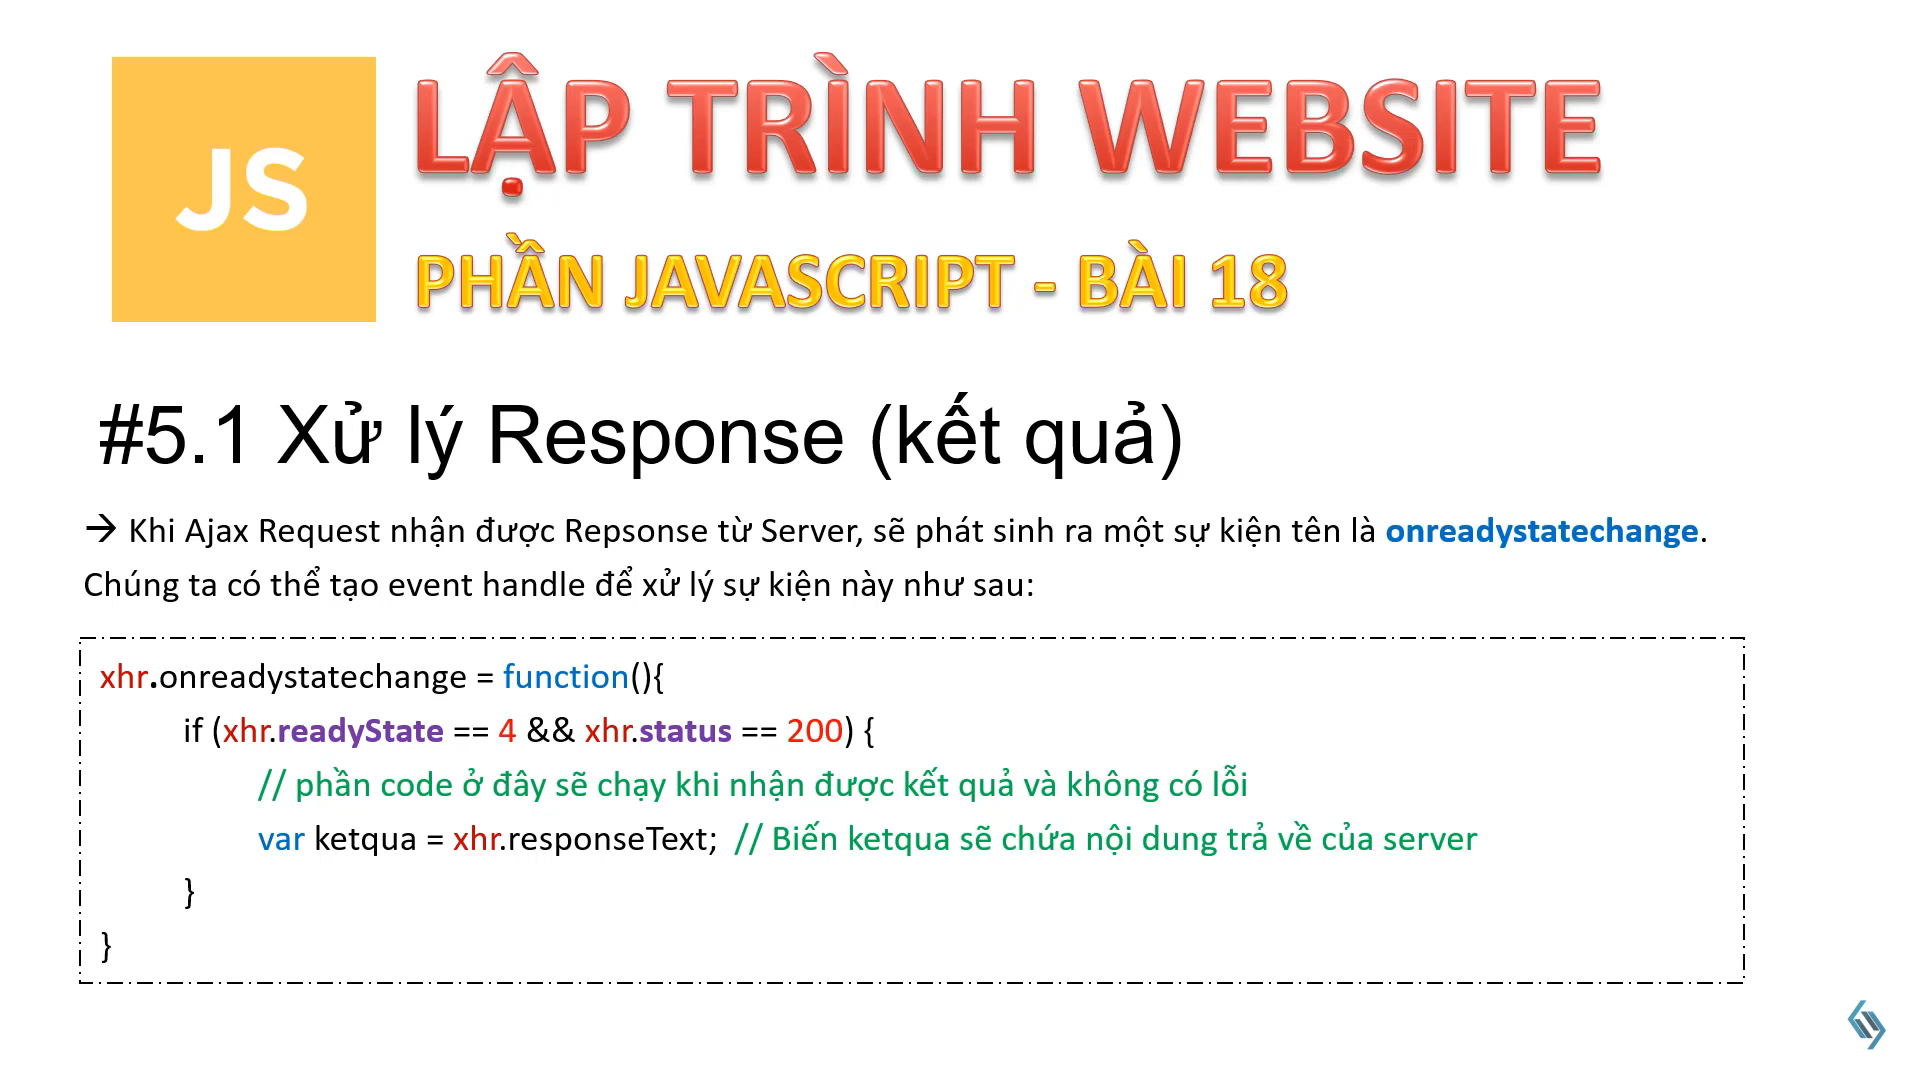 JS
LẬP TRÌNH WEBSITE
PHẦN JAVASCRIPT - BÀI 18
#5.1 Xử lý Response (kết quả)
→ Khi Ajax Request nhận được Repsonse từ Server, sẽ phát sinh ra một sự kiện tên là onreadystatechange.
Chúng ta có thể tạo event handle để xử lý sự kiện này như sau:
xhr.onreadystatechange = function(){
if (xhr.readyState == 4 && xhr.status == 200) {
// phần code ở đây sẽ chạy khi nhận được kết quả và không có lỗi
var ketqua = xhr.responseText; // Biến ketqua sẽ chứa nội dung trả về của server
}
}